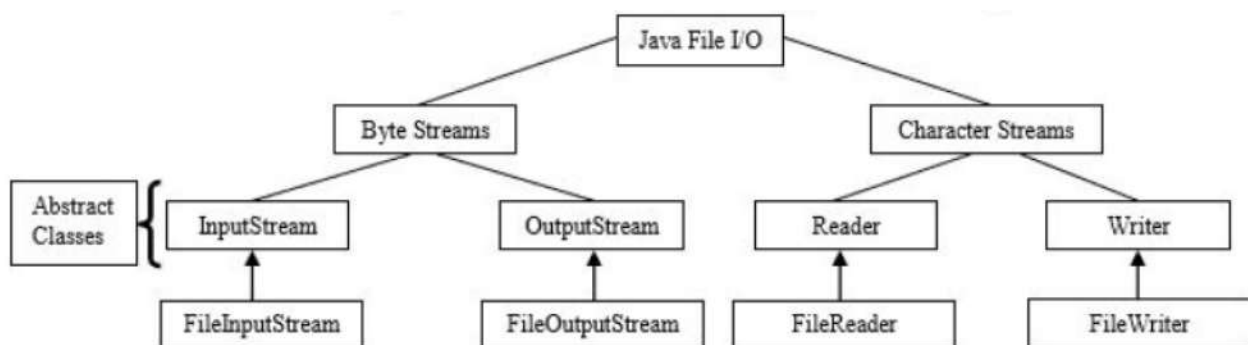 Java File I/O
Byte Streams
Character Streams
Abstract
Classes
InputStream
OutputStream
Reader
Writer
FileInputStream
FileOutputStream
FileReader
FileWriter